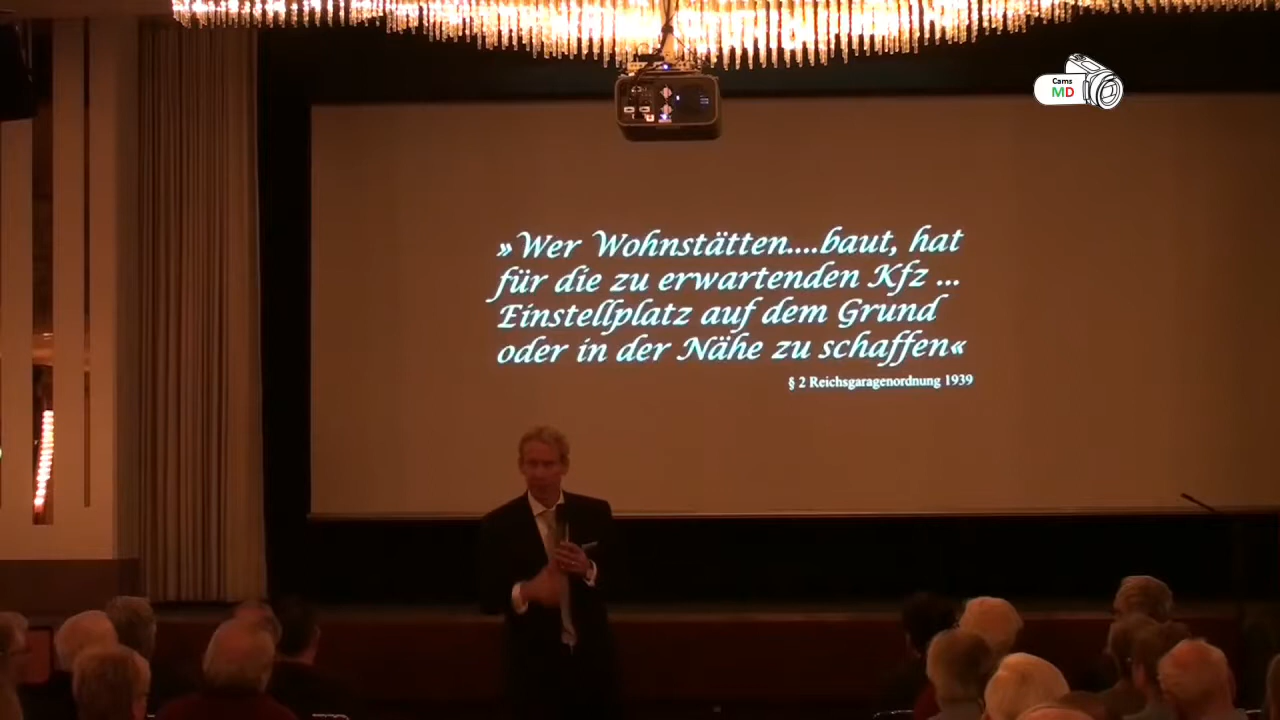 Cams
MD
»Wer Wohnstätten....baut, hat
für die zu erwartenden Kfz ...
Einstellplatz auf dem Grund
oder in der Nähe zu schaffen«
§ 2 Reichsgaragenordnung 1939